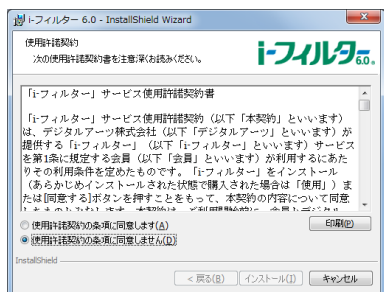 i-フィルター 6.0 - InstallShield Wizard
使用許諾契約
次の使用許諾契約書を注意深くお読みください。
i-フィルタ 6.0
「i-フィルター」サービス使用許諾契約書
「i-フィルター」サービス使用許諾契約（以下「本契約」といいます）
は、デジタルアーツ株式会社（以下「デジタルアーツ」といいます）が
提供する「i-フィルター」（以下「i-フィルター」といいます）サービス
を第1条に規定する会員（以下「会員」といいます）が利用するにあた
りその利用条件を定めたものです。「i-フィルター」をインストール
（あらかじめインストールされた状態で購入された場合は「使用」）ま
たは[同意する]ボタンを押すことをもって、本契約の内容について同意
使用許諾契約の条項に同意します(A)
印刷(P)
使用許諾契約の条項に同意しません(D)
InstallShield
< 戻る(B)
インストール(I)
キャンセル